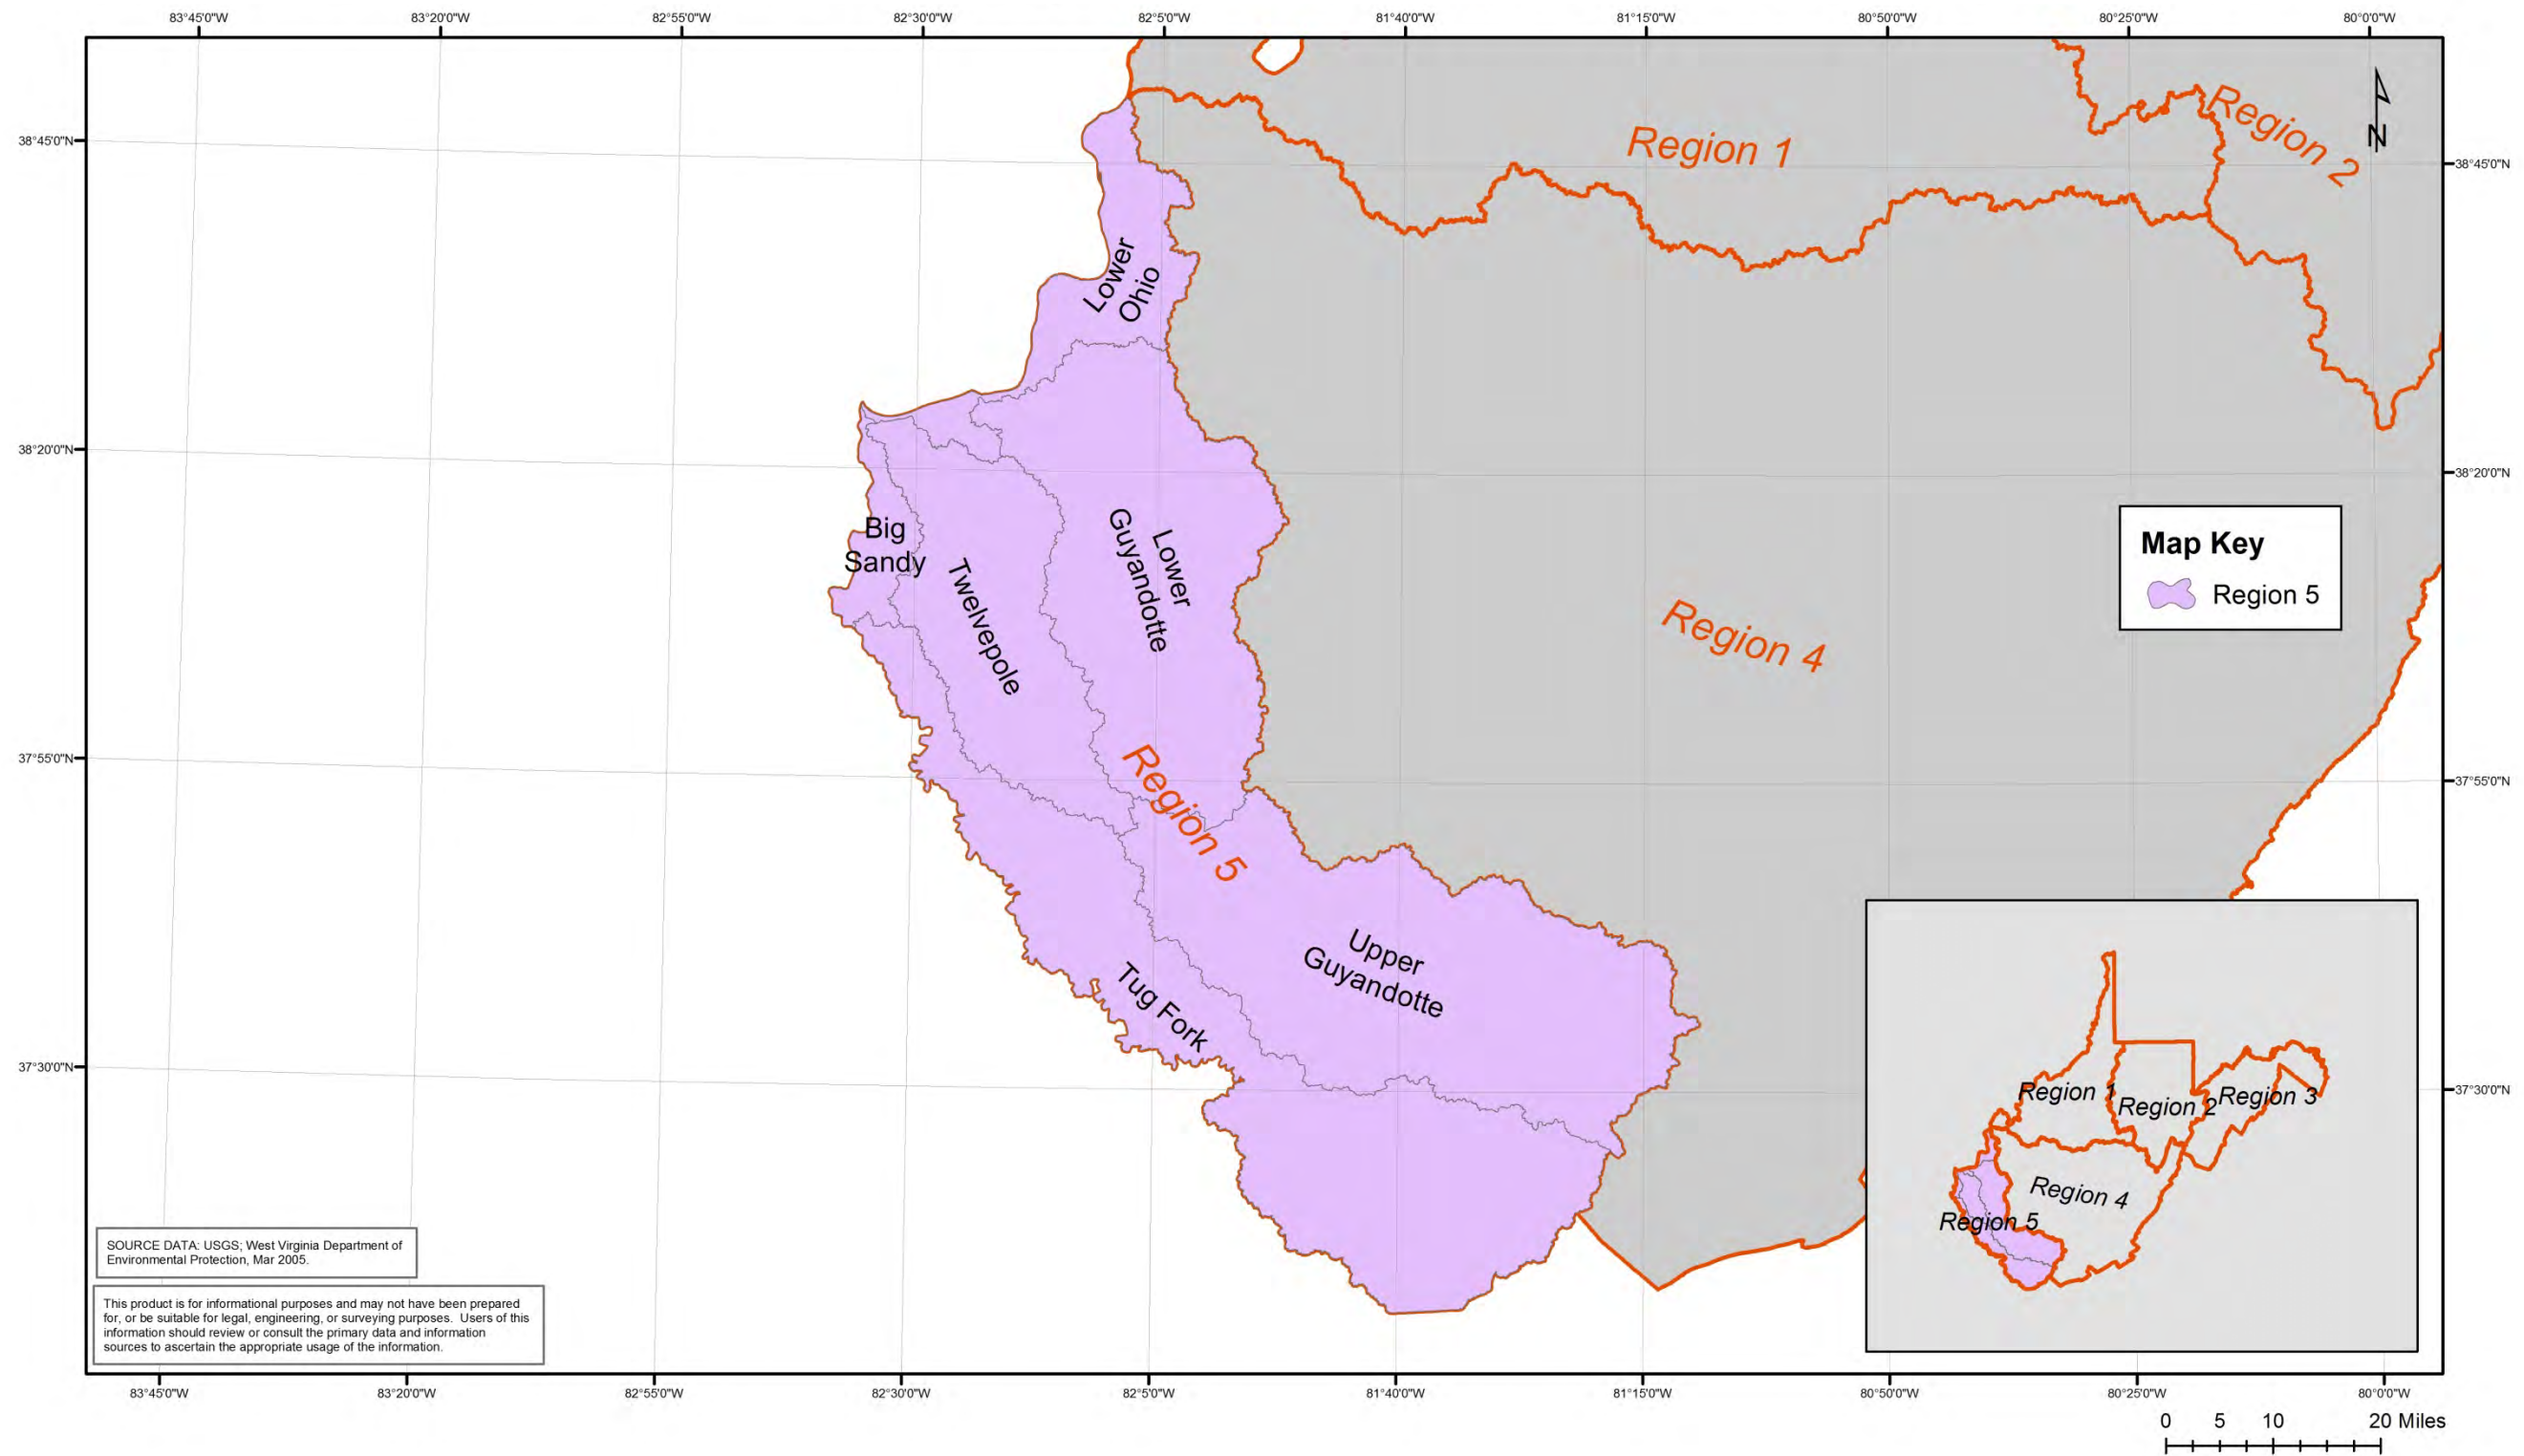 83°45'0"W
83°20'0"W
82°55'0"W
82°30'0"W
82°50'W
81°40'0"W
81°15'0"W
80°50'0"W
80°25'0"W
80°0'0"W
38°45'0"N
38°45'0"N
38°20'0"N
38°20'0"N
37°55'0"N
37°55'0"N
37°30'0"N
37°30'0"N
Region 1
Region 2
N
Lower
Ohio
Big
Sandy
Twelvepole
Lower
Guyandotte
Region 4
Map Key
Region 5
Region 5
Upper
Guyandotte
Tug Fork
Region 1
Region 2
Region 3
Region 4
Region 5
SOURCE DATA: USGS; West Virginia Department of
Environmental Protection, Mar 2005.
This product is for informational purposes and may not have been prepared
for, or be suitable for legal, engineering, or surveying purposes. Users of this
information should review or consult the primary data and information
sources to ascertain the appropriate usage of the information.
83°45'0"W
83°20'0"W
82°55'0"W
82°30'0"W
82°50'W
81°40'0"W
81°15'0"W
80°50'0"W
80°25'0"W
80°0'0"W
0 5 10 20 Miles